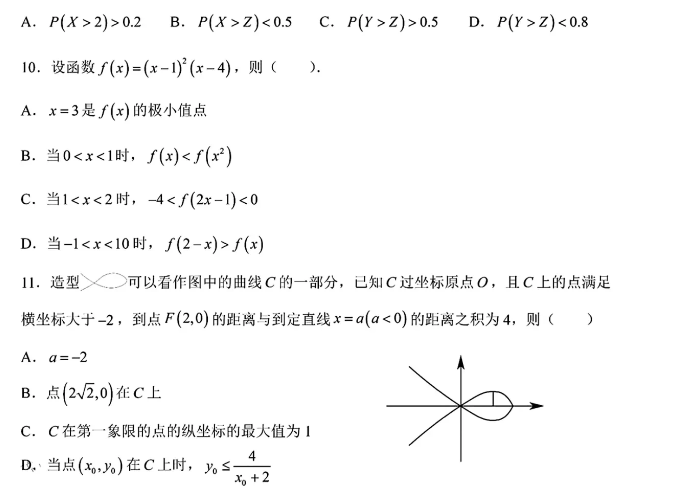 A. P(X>2)>0.2 B. P(X>Z)<0.5 C. P(Y>Z)>0.5 D. P(Y>Z)<0.8
10. 设函数 f(x)=(x-1)²(x-4)，则（ ）.
A. x=3是 f(x)的极小值点
B. 当0<x<1时，f(x)<f(x²)
C. 当1<x<2时，-4<f(2x-1)<0
D. 当-1<x<10时，f(2-x)>f(x)
11. 造型 可以看作图中的曲线C的一部分，已知C过坐标原点O，且C上的点满足
横坐标大于-2，到点F(2,0)的距离与到定直线x=a(a<0)的距离之积为4，则（ ）
A. a=-2
B. 点(2√2,0)在C上
C. C在第一象限的点的纵坐标的最大值为1
D. 当点(x₀,y₀)在C上时，y₀≤4/(x₀+2)